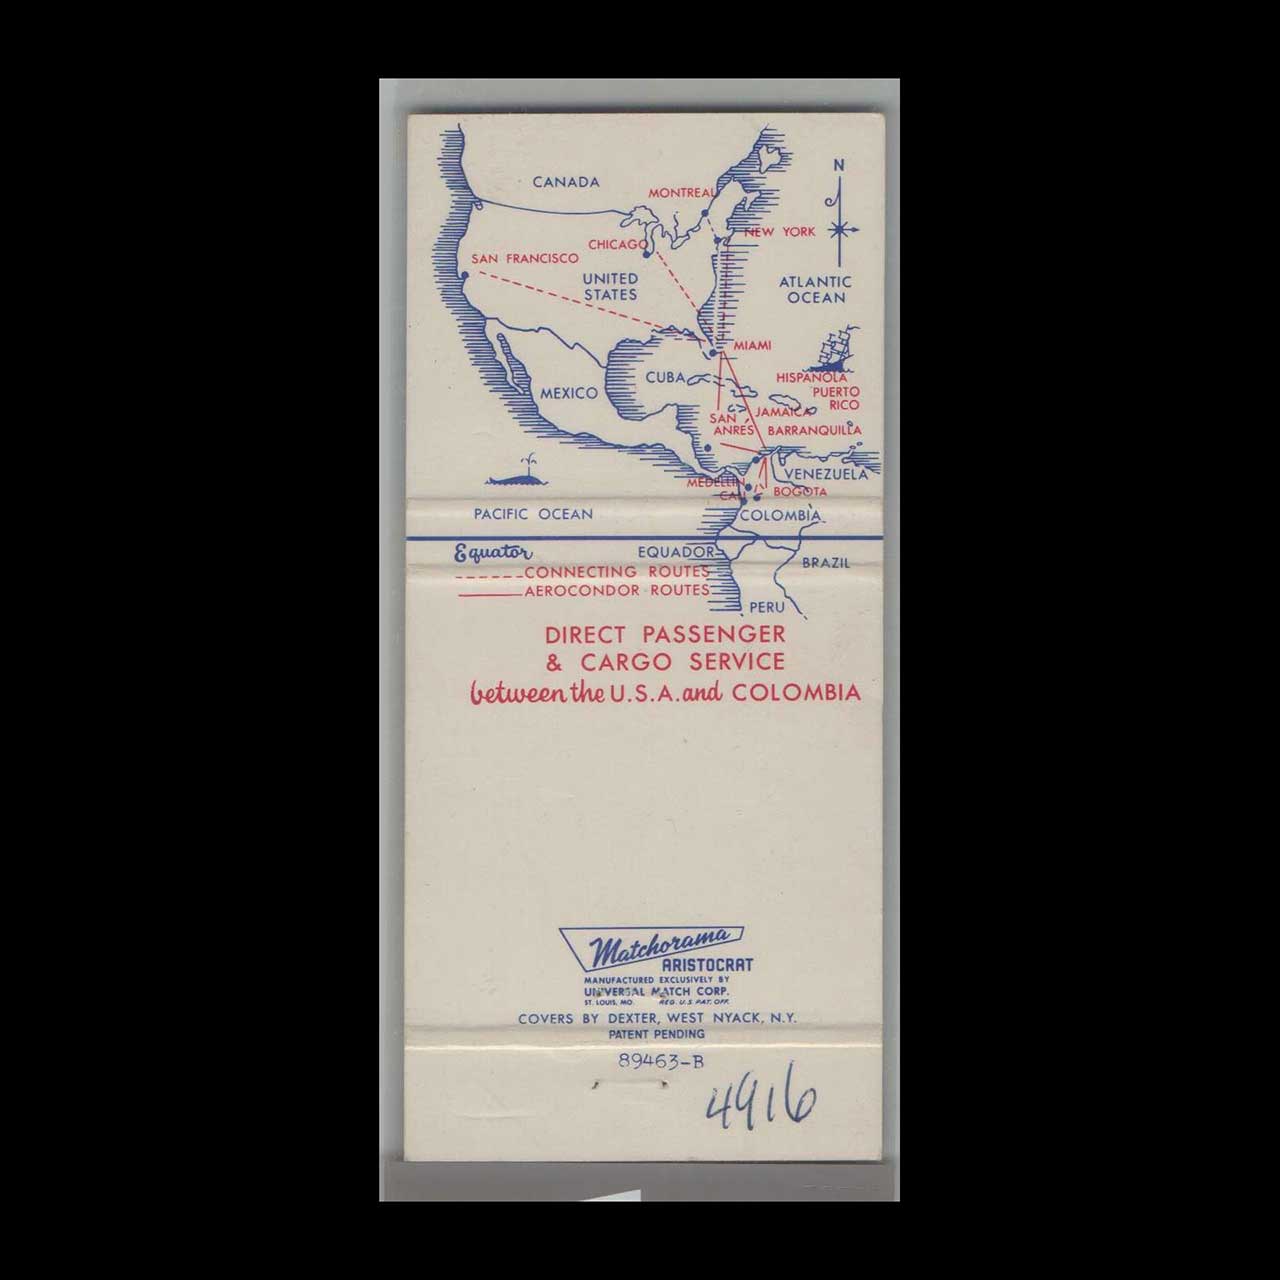 N
CANADA
MONTREAL
NEW YORK
CHICAGO
SAN FRANCISCO
UNITED
STATES
ATLANTIC
OCEAN
MIAMI
CUBA
HISPAÑOLA
PUERTO
RICO
MEXICO
JAMAICA
SAN
ANRÉS
BARRANQUILLA
VENEZUELA
MEDELLIN
CALI
BOGOTA
PACIFIC OCEAN
COLOMBIA
Equator
EQUADOR
BRAZIL
CONNECTING ROUTES
AEROCONDOR ROUTES
PERU
DIRECT PASSENGER
& CARGO SERVICE
between the U.S.A. and COLOMBIA
Matchorama
ARISTOCRAT
MANUFACTURED EXCLUSIVELY BY
UNIVERSAL MATCH CORP.
ST. LOUIS, MO. REG. U.S. PAT. OFF.
COVERS BY DEXTER, WEST NYACK, N.Y.
PATENT PENDING
89463-B
4916